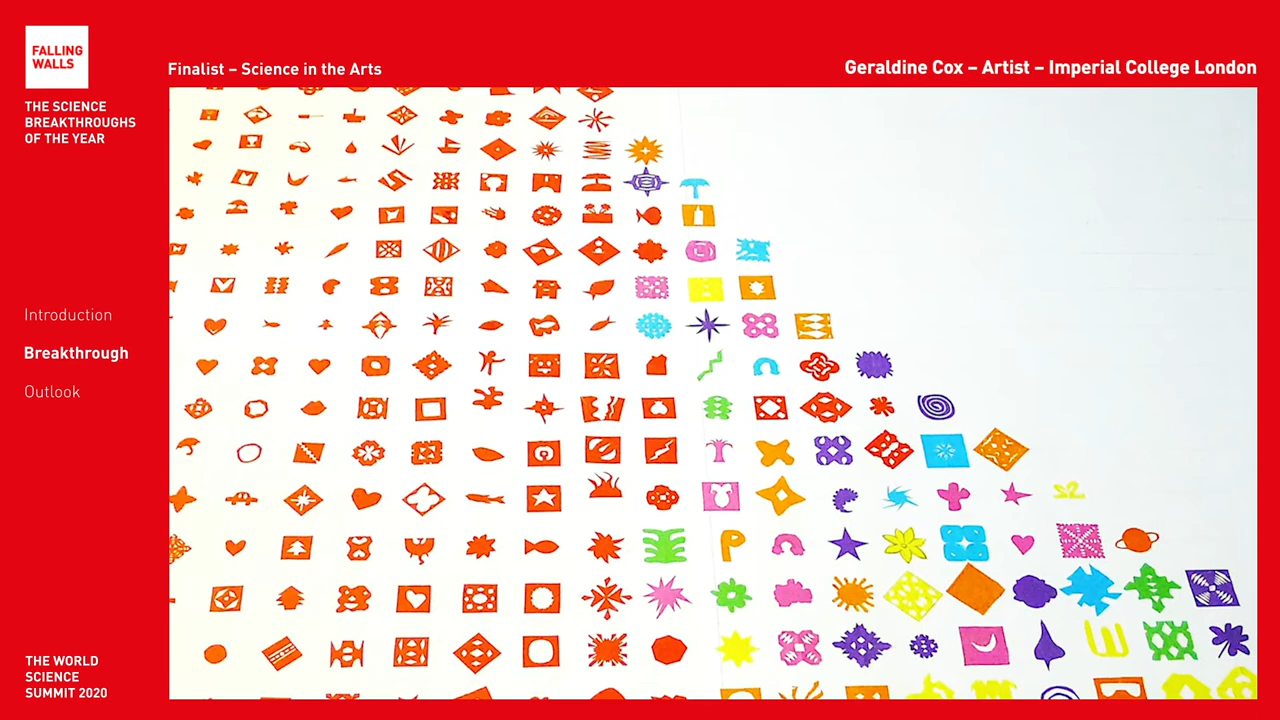 FALLING
WALLS
THE SCIENCE
BREAKTHROUGHS
OF THE YEAR
Finalist – Science in the Arts
Geraldine Cox – Artist – Imperial College London
Introduction
Breakthrough
Outlook
THE WORLD
SCIENCE
SUMMIT 2020